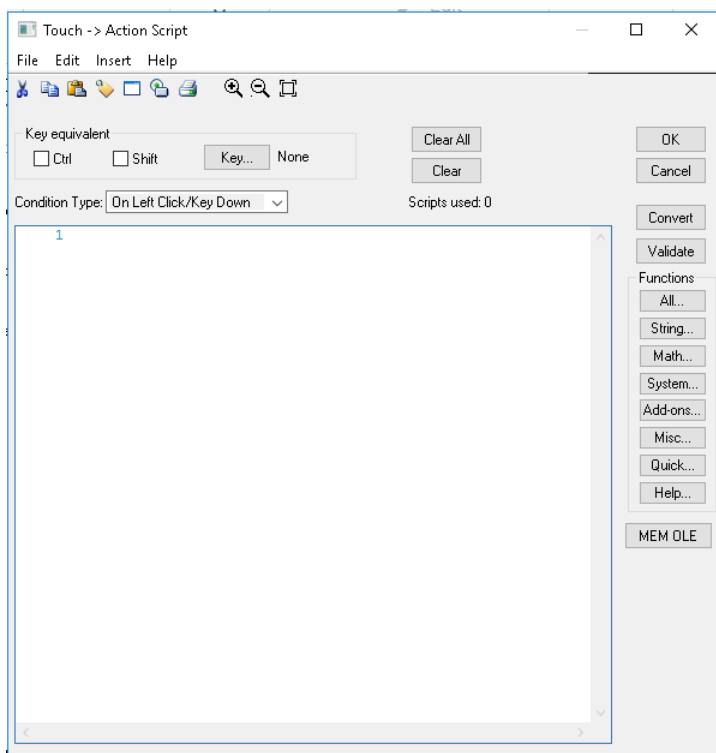 Touch -> Action Script
File Edit Insert Help
Key equivalent
Ctrl Shift Key... None
Clear All
Clear
OK
Cancel
Condition Type: On Left Click/Key Down
Scripts used: 0
Convert
Validate
1
Functions
All...
String...
Math...
System...
Add-ons...
Misc...
Quick...
Help...
MEM OLE